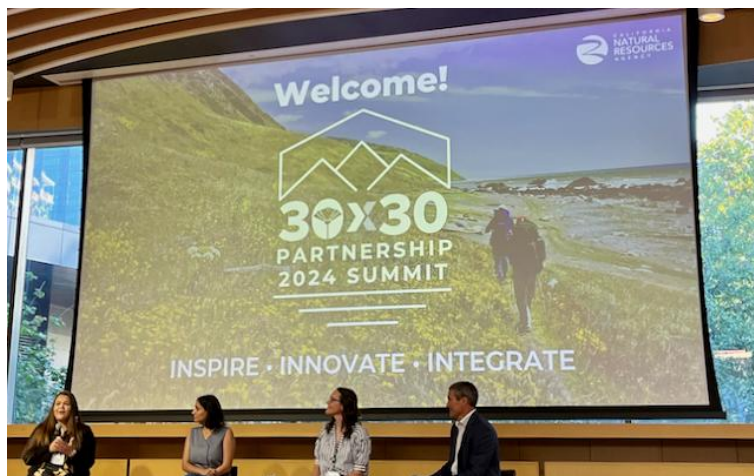 CALIFORNIA
NATURAL
RESOURCES
AGENCY
Welcome!
30x30
PARTNERSHIP
2024 SUMMIT
INSPIRE • INNOVATE • INTEGRATE